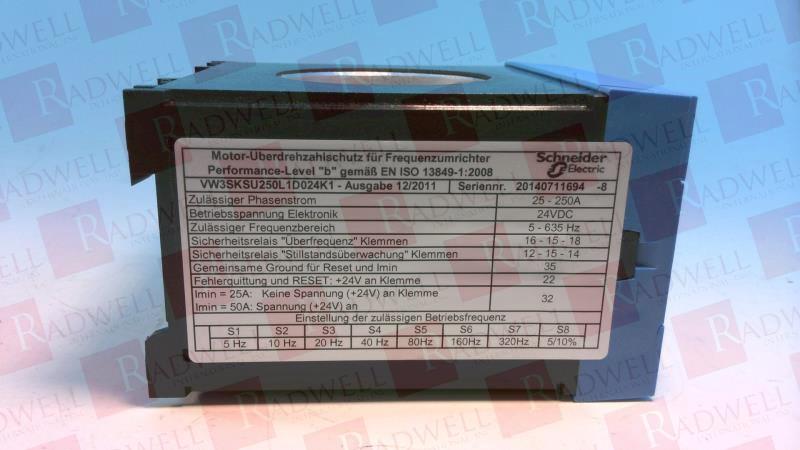 Motor-Überdrehzahlschutz für Frequenzumrichter
Performance-Level "b" gemäß EN ISO 13849-1:2008
Schneider Electric
VW3SKSU250L1D024K1 - Ausgabe 12/2011 Seriennr. 20140711694 -8
Zulässiger Phasenstrom 25 - 250A
Betriebsspannung Elektronik 24VDC
Zulässiger Frequenzbereich 5 - 635 Hz
Sicherheitsrelais "Überfrequenz" Klemmen 16 - 15 - 18
Sicherheitsrelais "Stillstandsüberwachung" Klemmen 12 - 15 - 14
Gemeinsame Ground für Reset und Imin 35
Fehlerquittung und RESET: +24V an Klemme 22
Imin = 25A: Keine Spannung (+24V) an Klemme
Imin = 50A: Spannung (+24V) an 32
Einstellung der zulässigen Betriebsfrequenz
S1 S2 S3 S4 S5 S6 S7 S8
5 Hz 10 Hz 20 Hz 40 Hz 80Hz 160Hz 320Hz 5/10%
RADWELL
INTERNATIONAL, INC.